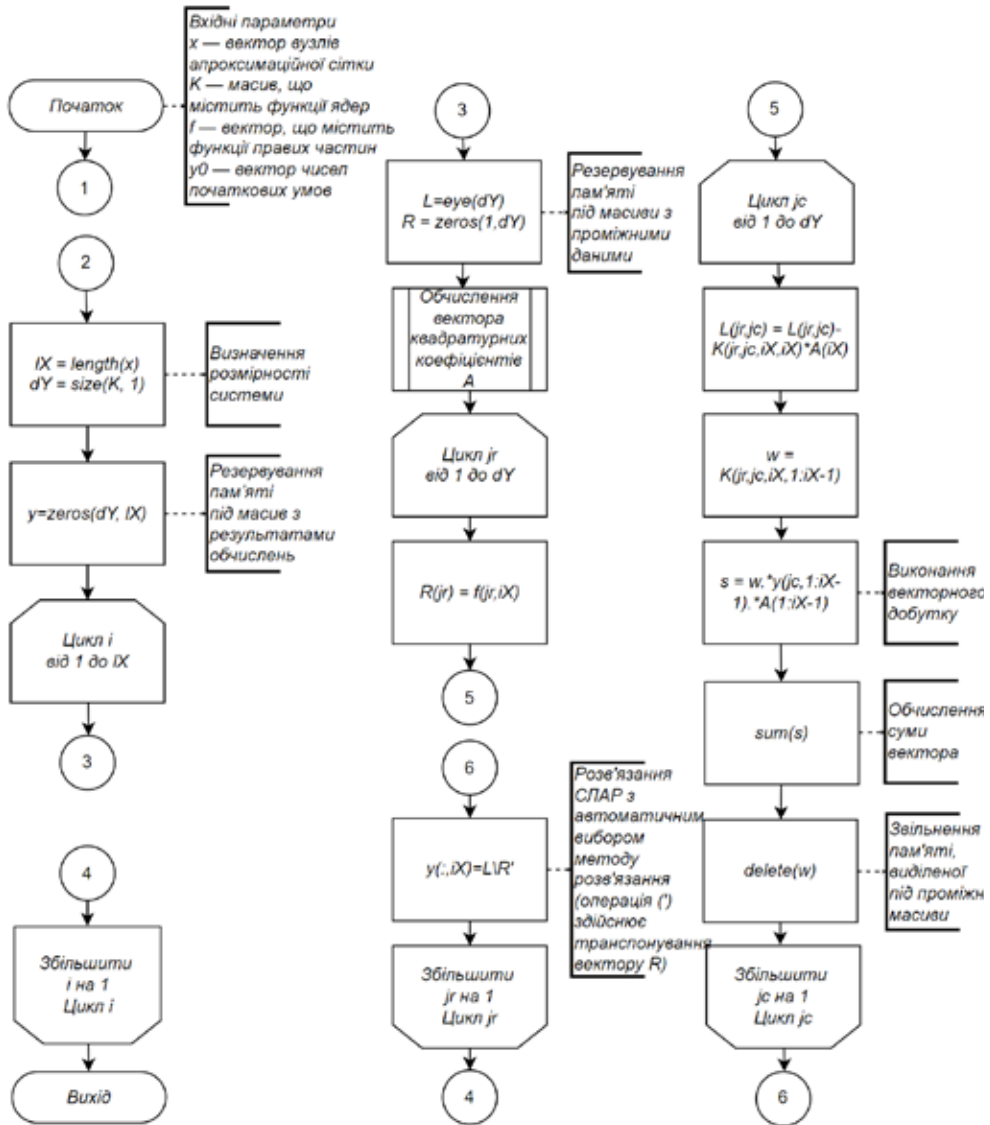 Початок
Вхідні параметри
x — вектор вузлів
апроксимаційної сітки
K — масив, що
містить функції ядер
f — вектор, що містить
функції правих частин
y0 — вектор чисел
початкових умов
1
2
lX = length(x)
dY = size(K, 1)
Визначення
розмірності
системи
y=zeros(dY, lX)
Резервування
пам'яті
під масив з
результатами
обчислень
Цикл i
від 1 до lX
3
4
Збільшити
i на 1
Цикл i
Вихід
3
L=eye(dY)
R = zeros(1,dY)
Резервування
пам'яті
під масиви з
проміжними
даними
Обчислення
вектора
квадратурних
коефіцієнтів
A
Цикл jr
від 1 до dY
R(jr) = f(jr,iX)
5
6
y(:,iX)=L\R'
Розв'язання
СЛАР з
автоматичним
вибором
методу
розв'язання
(операція (')
здійснює
транспонування
вектору R)
Збільшити
jr на 1
Цикл jr
4
5
Цикл jc
від 1 до dY
L(jr,jc) = L(jr,jc)-
K(jr,jc,iX,iX)*A(iX)
w =
K(jr,jc,iX,1:iX-1)
s = w.*y(jc,1:iX-
1).*A(1:iX-1)
Виконання
векторного
добутку
sum(s)
Обчислення
суми
вектора
delete(w)
Звільнення
пам'яті,
виділеної
під проміжні
масиви
Збільшити
jc на 1
Цикл jc
6